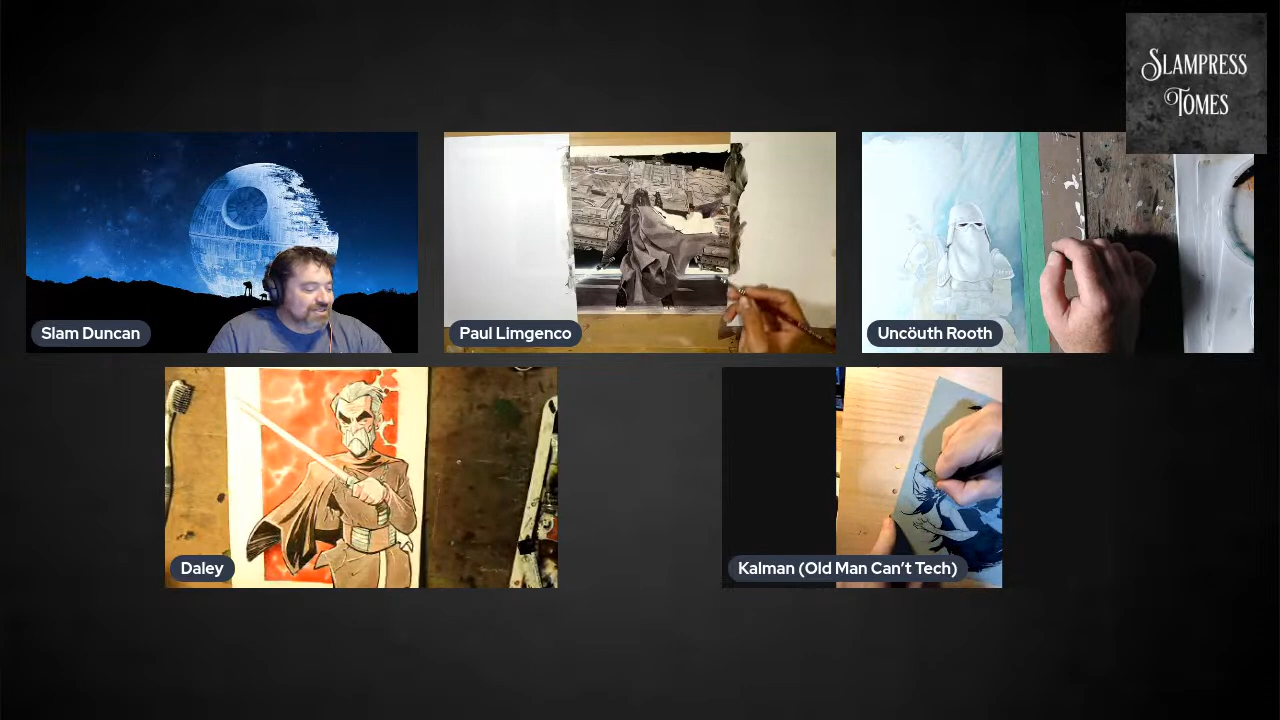 Slampress
Tomes
Slam Duncan
Paul Limgenco
Uncöuth Rooth
Daley
Kalman (Old Man Can't Tech)